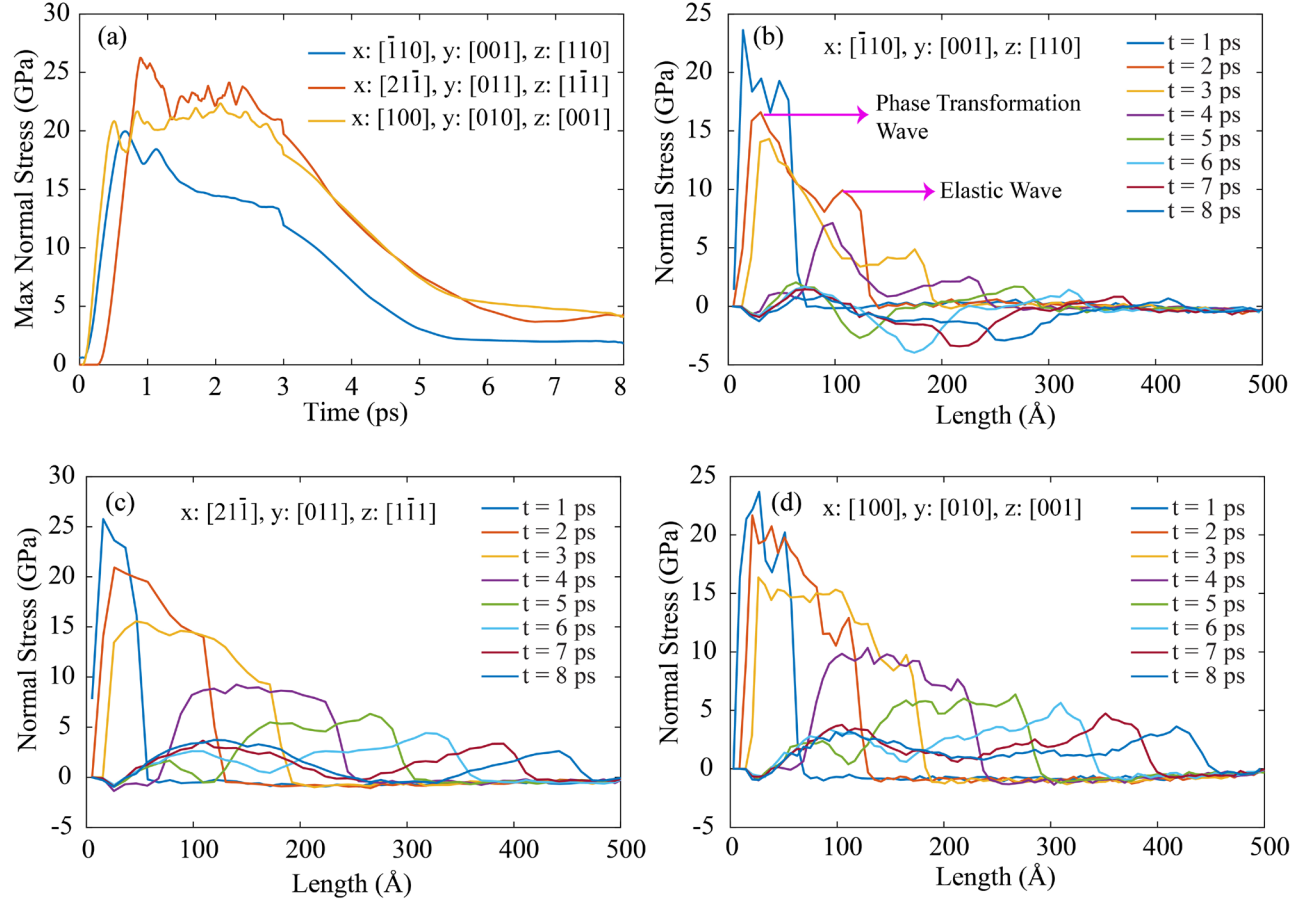 (a)
x: [1̄10], y: [001], z: [110]
x: [211̄], y: [011], z: [11̄1]
x: [100], y: [010], z: [001]
Max Normal Stress (GPa)
30
25
20
15
10
5
0
0 1 2 3 4 5 6 7 8
Time (ps)
(b)
x: [1̄10], y: [001], z: [110]
t = 1 ps
t = 2 ps
t = 3 ps
t = 4 ps
t = 5 ps
t = 6 ps
t = 7 ps
t = 8 ps
Phase Transformation
Wave
Elastic Wave
Normal Stress (GPa)
25
20
15
10
5
0
-5
0 100 200 300 400 500
Length (Å)
(c)
x: [211̄], y: [011], z: [11̄1]
t = 1 ps
t = 2 ps
t = 3 ps
t = 4 ps
t = 5 ps
t = 6 ps
t = 7 ps
t = 8 ps
Normal Stress (GPa)
30
25
20
15
10
5
0
-5
0 100 200 300 400 500
Length (Å)
(d)
x: [100], y: [010], z: [001]
t = 1 ps
t = 2 ps
t = 3 ps
t = 4 ps
t = 5 ps
t = 6 ps
t = 7 ps
t = 8 ps
Normal Stress (GPa)
25
20
15
10
5
0
-5
0 100 200 300 400 500
Length (Å)